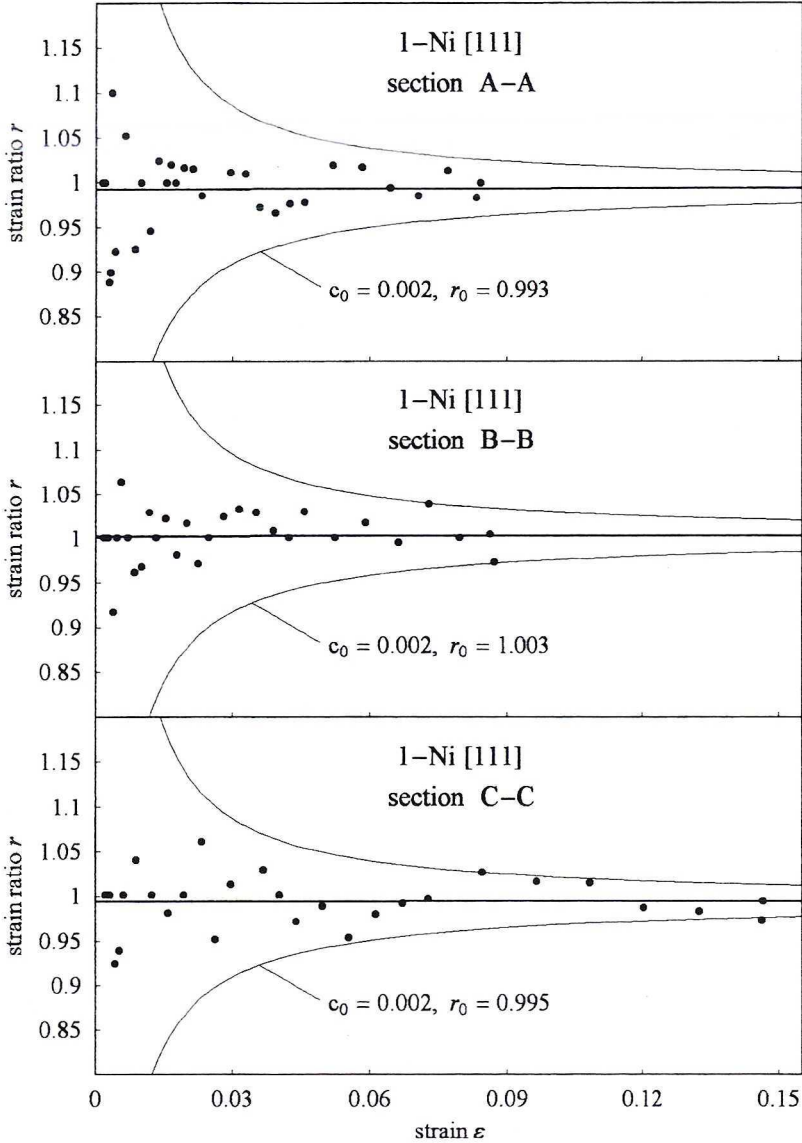 1−Ni [111]
section A−A
1.15
1.1
1.05
1
0.95
0.9
0.85
strain ratio r
c₀ = 0.002, r₀ = 0.993
1−Ni [111]
section B−B
1.15
1.1
1.05
1
0.95
0.9
0.85
strain ratio r
c₀ = 0.002, r₀ = 1.003
1−Ni [111]
section C−C
1.15
1.1
1.05
1
0.95
0.9
0.85
strain ratio r
c₀ = 0.002, r₀ = 0.995
0 0.03 0.06 0.09 0.12 0.15
strain ε